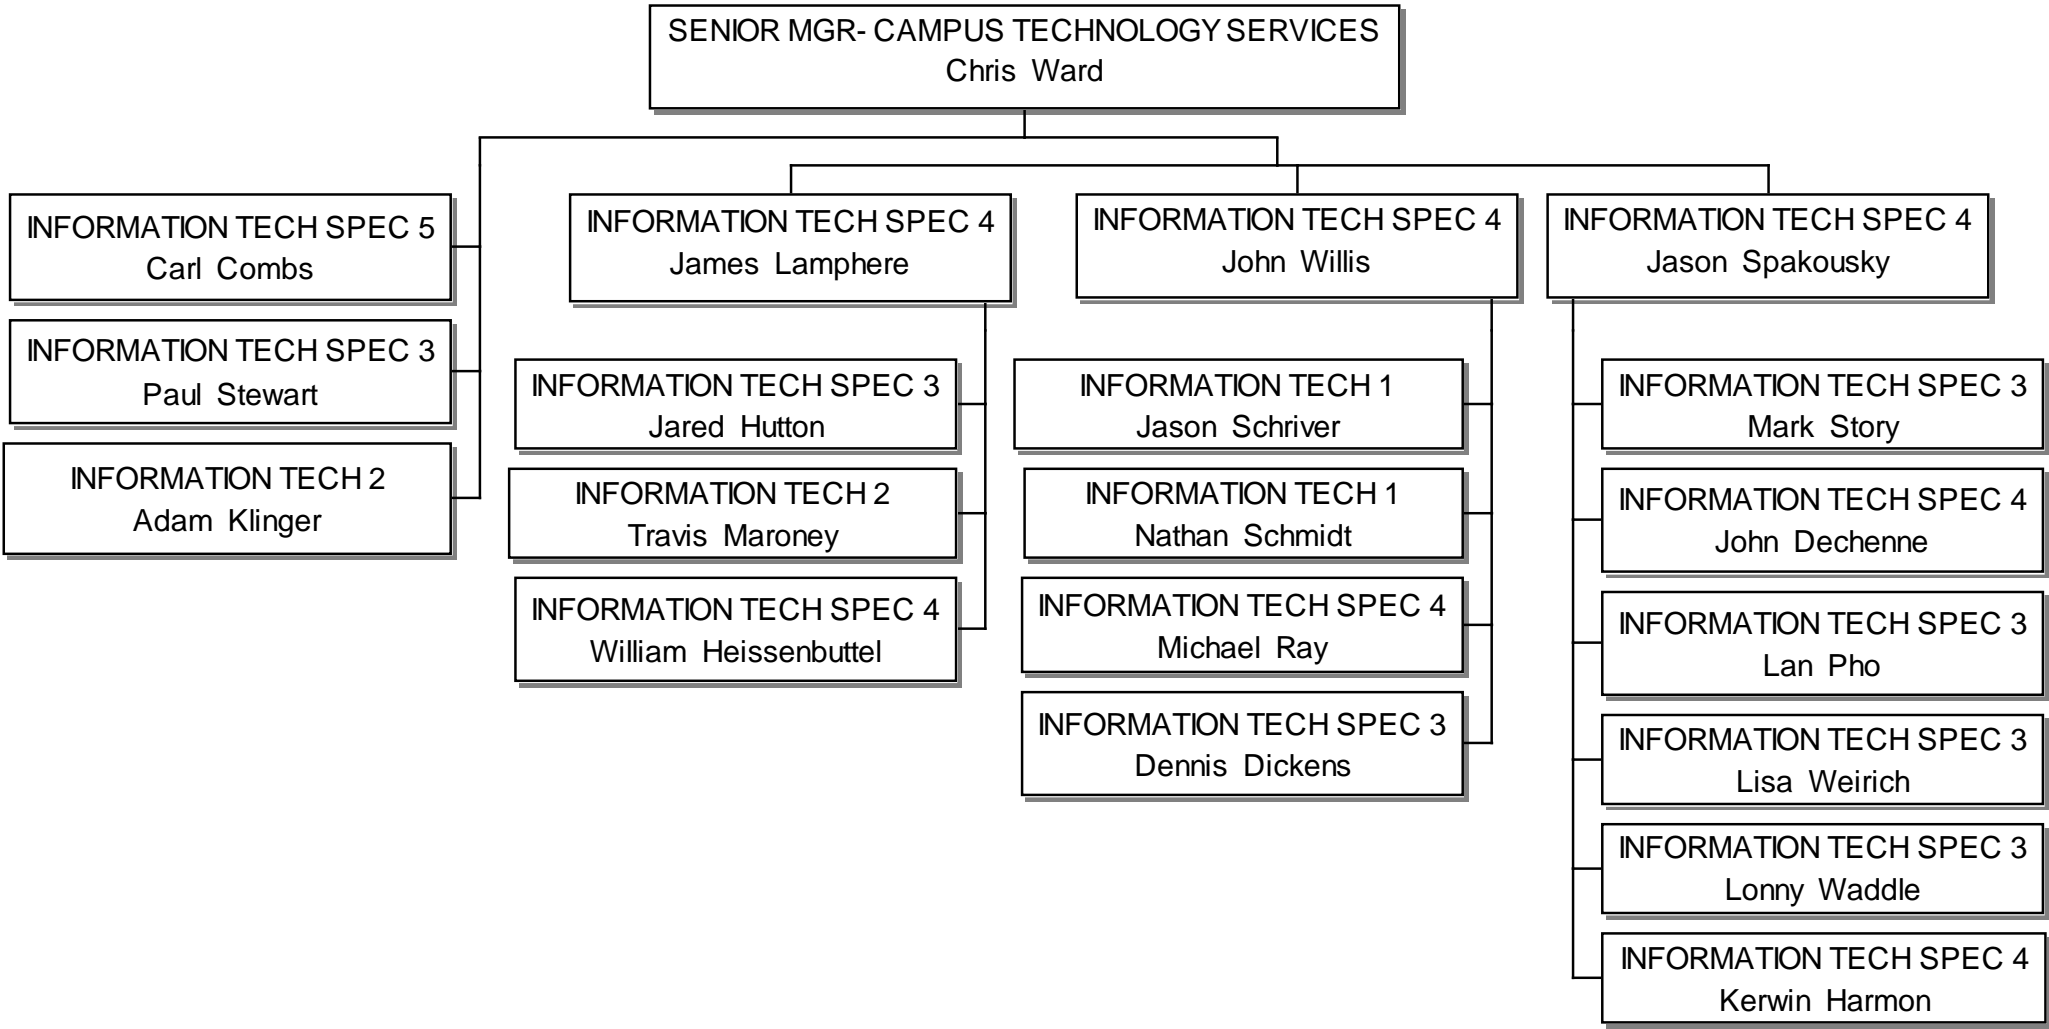 SENIOR MGR- CAMPUS TECHNOLOGY SERVICES
Chris Ward
INFORMATION TECH SPEC 5
Carl Combs
INFORMATION TECH SPEC 3
Paul Stewart
INFORMATION TECH 2
Adam Klinger
INFORMATION TECH SPEC 4
James Lamphere
INFORMATION TECH SPEC 3
Jared Hutton
INFORMATION TECH 2
Travis Maroney
INFORMATION TECH SPEC 4
William Heissenbuttel
INFORMATION TECH SPEC 4
John Willis
INFORMATION TECH 1
Jason Schriver
INFORMATION TECH 1
Nathan Schmidt
INFORMATION TECH SPEC 4
Michael Ray
INFORMATION TECH SPEC 3
Dennis Dickens
INFORMATION TECH SPEC 4
Jason Spakousky
INFORMATION TECH SPEC 3
Mark Story
INFORMATION TECH SPEC 4
John Dechenne
INFORMATION TECH SPEC 3
Lan Pho
INFORMATION TECH SPEC 3
Lisa Weirich
INFORMATION TECH SPEC 3
Lonny Waddle
INFORMATION TECH SPEC 4
Kerwin Harmon